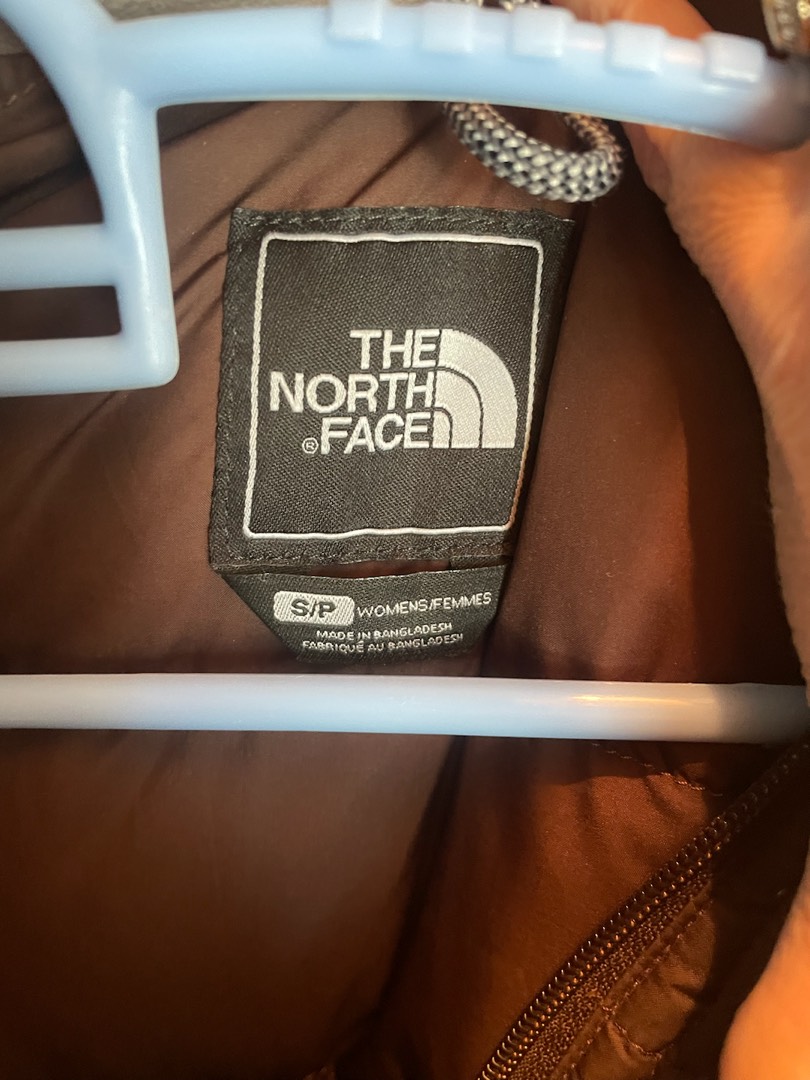 THE
NORTH
®FACE
S/P WOMENS/FEMMES
MADE IN BANGLADESH
FABRIQUÉ AU BANGLADESH